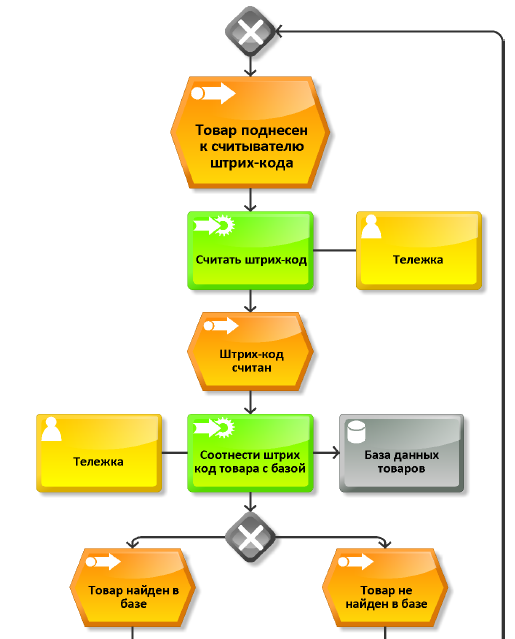 Товар поднесен
к считывателю
штрих-кода
Считать штрих-код
Тележка
Штрих-код
считан
Тележка
Соотнести штрих
код товара с базой
База данных
товаров
Товар найден в
базе
Товар не
найден в базе